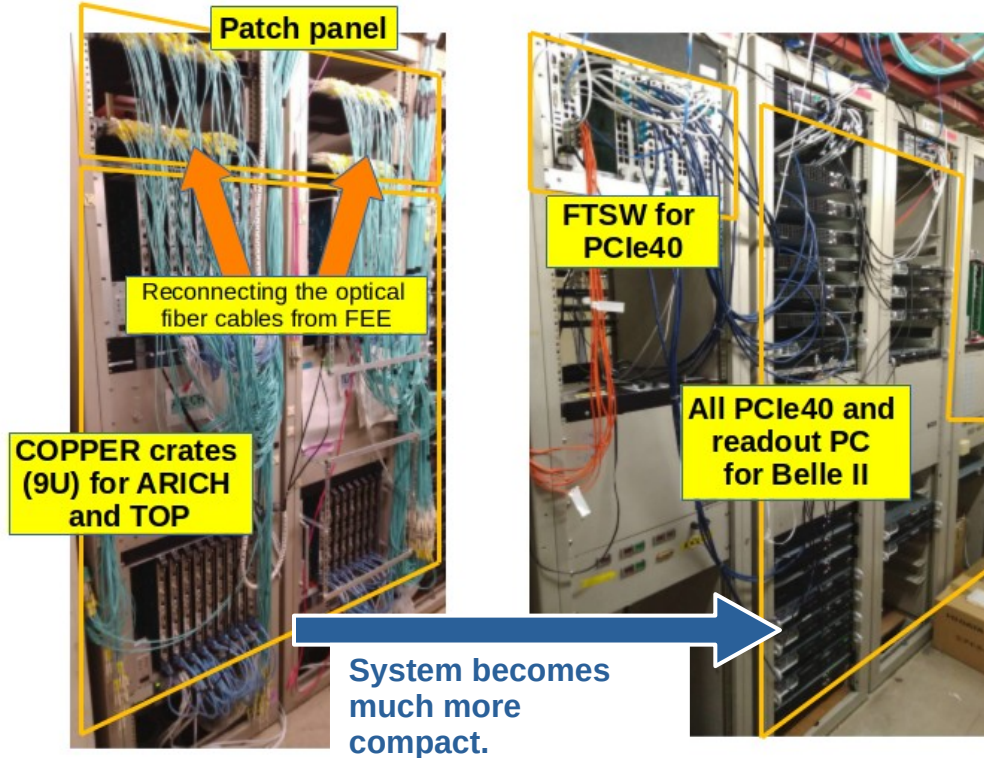 Patch panel
FTSW for
PCIe40
Reconnecting the optical
fiber cables from FEE
COPPER crates
(9U) for ARICH
and TOP
All PCIe40 and
readout PC
for Belle II
System becomes
much more
compact.